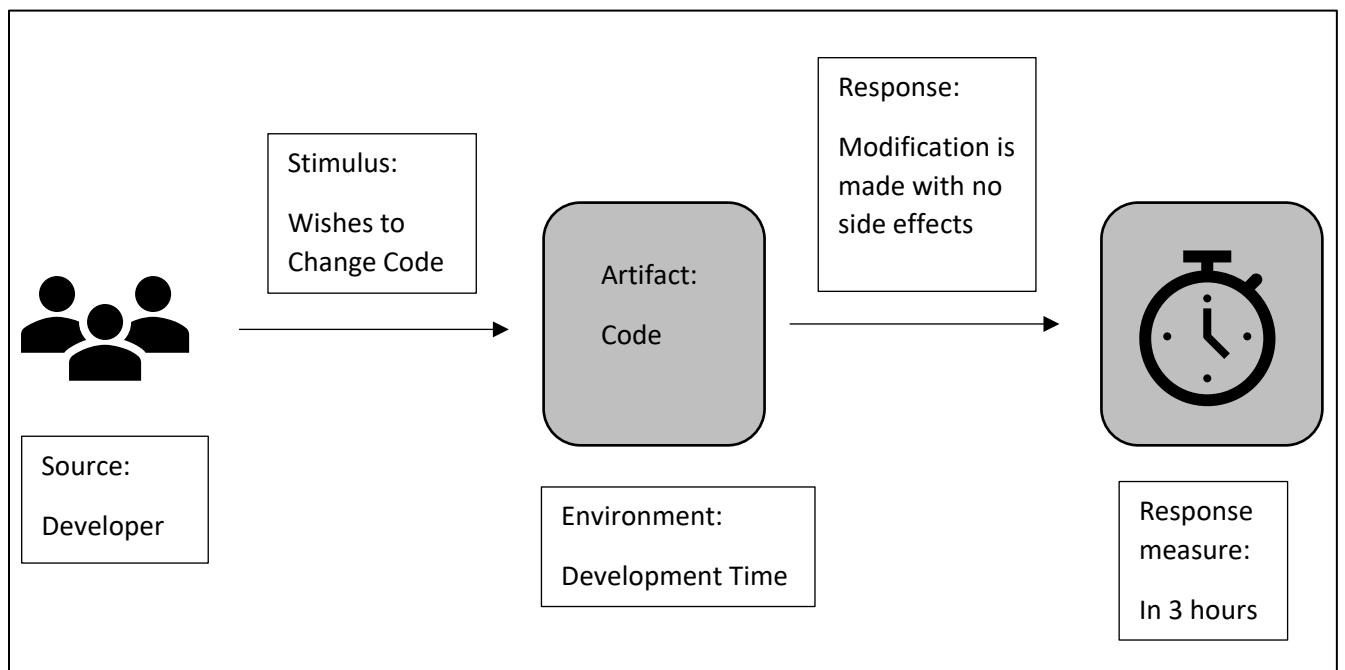 Source:
Developer
Stimulus:
Wishes to
Change Code
Artifact:
Code
Environment:
Development Time
Response:
Modification is
made with no
side effects
Response
measure:
In 3 hours